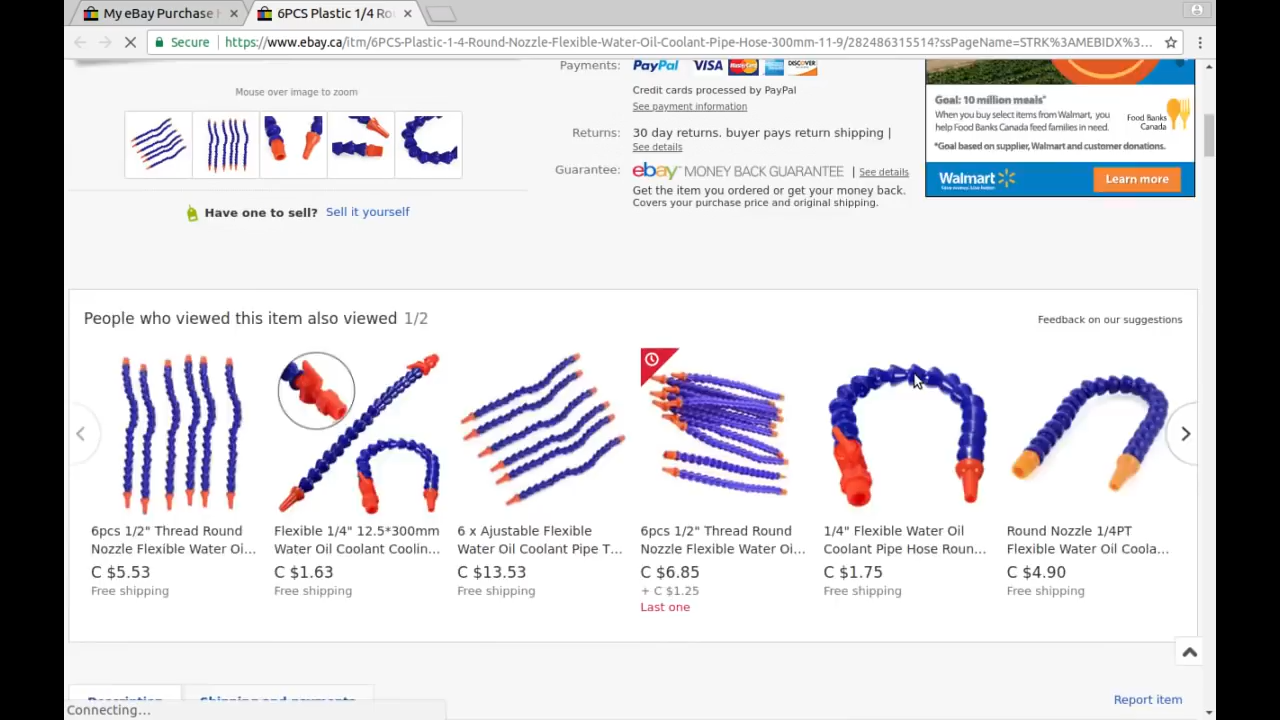 My eBay Purchase H
6PCS Plastic 1/4 Ro
Secure
https://www.ebay.ca/itm/6PCS-Plastic-1-4-Round-Nozzle-Flexible-Water-Oil-Coolant-Pipe-Hose-300mm-11-9/282486315514?ssPageName=STRK%3AMEBIDX%3...
Payments:
PayPal VISA MasterCard DISCOVER
Mouse over image to zoom
Credit cards processed by PayPal
See payment information
Returns:
30 day returns. buyer pays return shipping |
See details
Guarantee:
ebay MONEY BACK GUARANTEE | See details
Get the item you ordered or get your money back.
Covers your purchase price and original shipping.
Have one to sell? Sell it yourself
Goal: 10 million meals*
When you buy select items from Walmart, you
help Food Banks Canada feed families in need.
Food Banks
Canada
*Goal based on supplier, Walmart and customer donations.
Walmart
Learn more
People who viewed this item also viewed 1/2
Feedback on our suggestions
6pcs 1/2" Thread Round
Nozzle Flexible Water Oi...
C $5.53
Free shipping
Flexible 1/4" 12.5*300mm
Water Oil Coolant Coolin...
C $1.63
Free shipping
6 x Ajustable Flexible
Water Oil Coolant Pipe T...
C $13.53
Free shipping
6pcs 1/2" Thread Round
Nozzle Flexible Water Oi...
C $6.85
+ C $1.25
Last one
1/4" Flexible Water Oil
Coolant Pipe Hose Roun...
C $1.75
Free shipping
Round Nozzle 1/4PT
Flexible Water Oil Coola...
C $4.90
Free shipping
Description
Shipping and payments
Report item
Connecting...